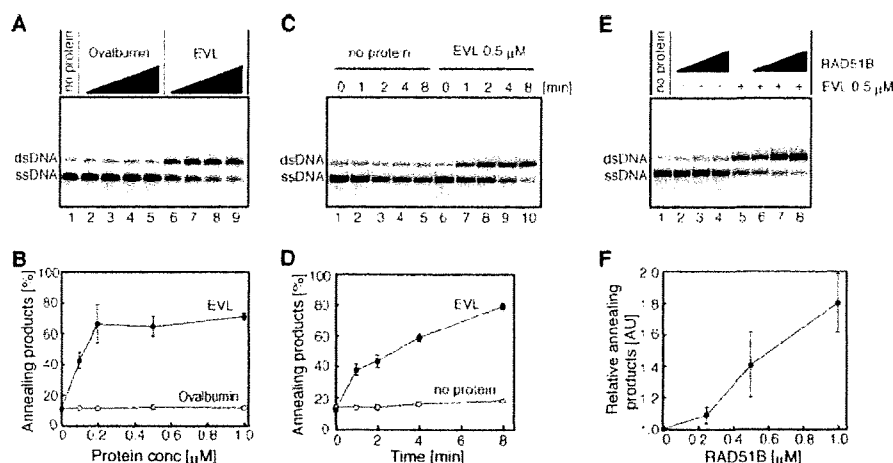 A
no protein
Ovalbumin
EVL
dsDNA
ssDNA
1 2 3 4 5 6 7 8 9
B
Annealing products [%]
100
80
60
40
20
0
EVL
Ovalbumin
0 0.2 0.4 0.6 0.8 1.0
Protein conc [µM]
C
no protein
EVL 0.5 µM
0 1 2 4 8 0 1 2 4 8 [min]
dsDNA
ssDNA
1 2 3 4 5 6 7 8 9 10
D
Annealing products [%]
100
80
60
40
20
0
EVL
no protein
0 2 4 6 8
Time [min]
E
no protein
RAD51B
- - - + + + + EVL 0.5 µM
dsDNA
ssDNA
1 2 3 4 5 6 7 8
F
Relative annealing
products [AU]
2.0
1.8
1.6
1.4
1.2
1.0
0 0.2 0.4 0.6 0.8 1.0
RAD51B [µM]